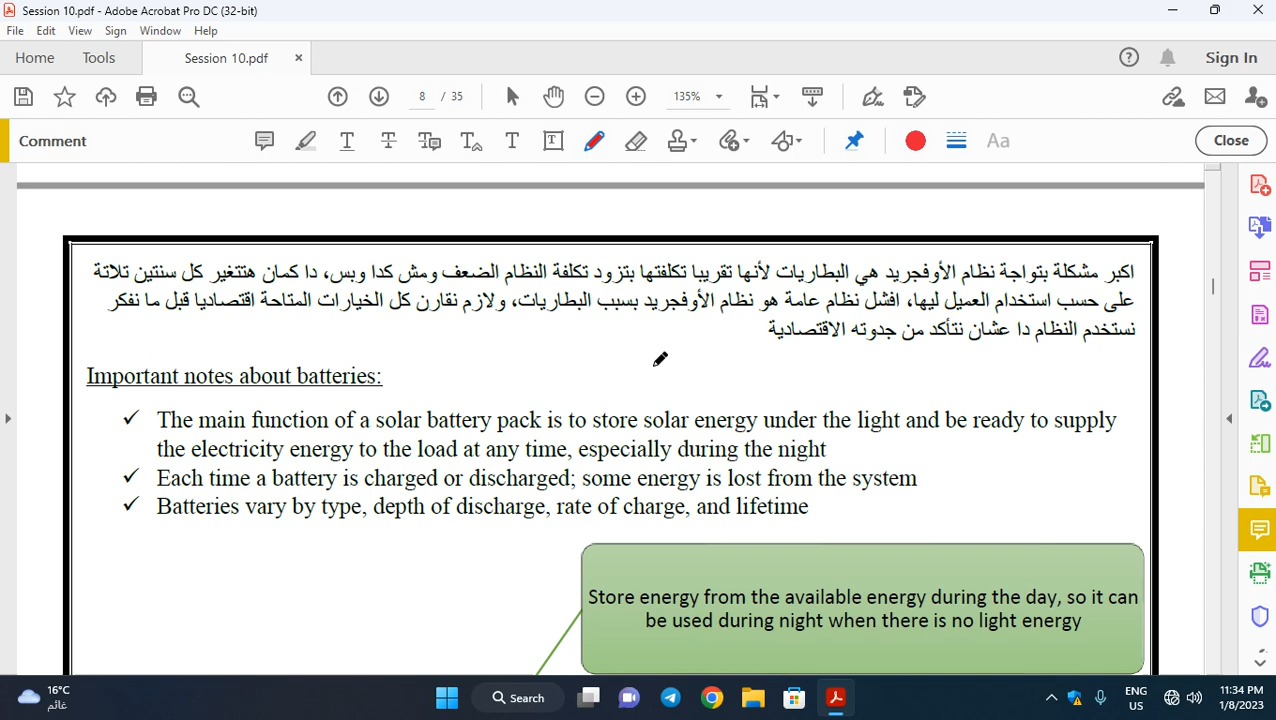 Session 10.pdf - Adobe Acrobat Pro DC (32-bit)
File Edit View Sign Window Help
Home Tools Session 10.pdf × Sign In
8 / 35 135%
Comment Aa Close
اكبر مشكلة بتواجة نظام الأوفجريد هي البطاريات لأنها تقريبا تكلفتها بتزود تكلفة النظام الضعف ومش كدا وبس، دا كمان هتتغير كل سنتين تلاتة
على حسب استخدام العميل ليها، افشل نظام عامة هو نظام الأوفجريد بسبب البطاريات، ولازم نقارن كل الخيارات المتاحة اقتصاديا قبل ما نفكر
نستخدم النظام دا عشان نتأكد من جدوته الاقتصادية
Important notes about batteries:
✓ The main function of a solar battery pack is to store solar energy under the light and be ready to supply
the electricity energy to the load at any time, especially during the night
✓ Each time a battery is charged or discharged; some energy is lost from the system
✓ Batteries vary by type, depth of discharge, rate of charge, and lifetime
Store energy from the available energy during the day, so it can
be used during night when there is no light energy
16°C
غائم
Search
ENG
US
11:34 PM
1/8/2023